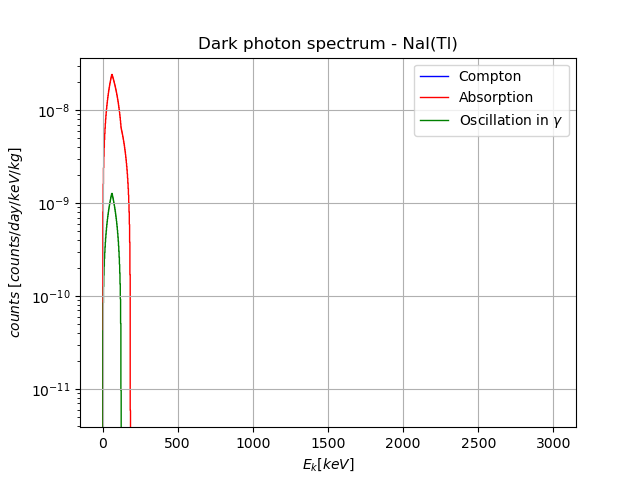 Dark photon spectrum - NaI(Tl)
Compton
Absorption
Oscillation in γ
counts [counts/day/keV/kg]
10⁻⁸
10⁻⁹
10⁻¹⁰
10⁻¹¹
0 500 1000 1500 2000 2500 3000
E_k[keV]